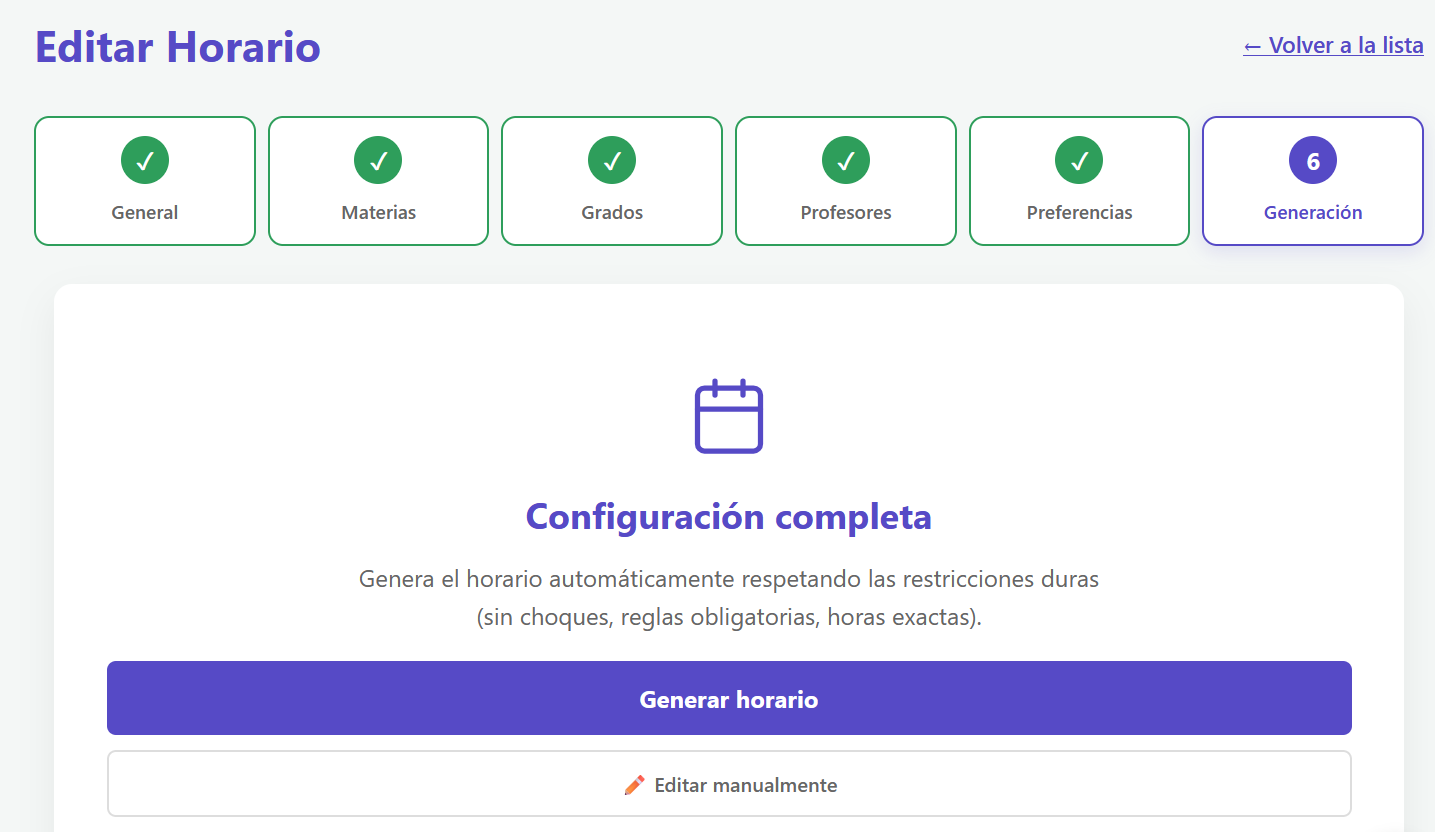 Editar Horario
← Volver a la lista
✓
✓
✓
✓
✓
6
General
Materias
Grados
Profesores
Preferencias
Generación
Configuración completa
Genera el horario automáticamente respetando las restricciones duras
(sin choques, reglas obligatorias, horas exactas).
Generar horario
Editar manualmente